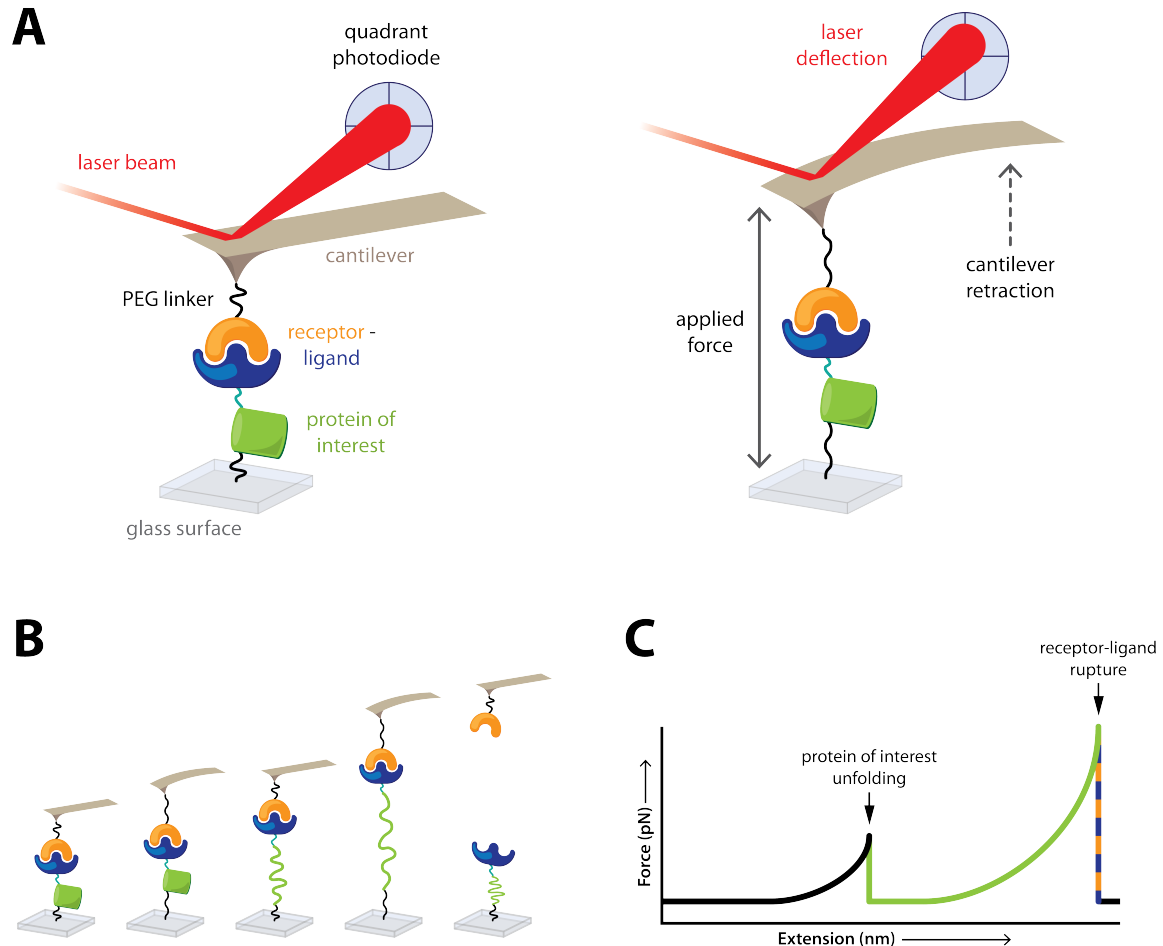 A
quadrant
photodiode
laser beam
cantilever
PEG linker
receptor -
ligand
protein of
interest
glass surface
laser
deflection
applied
force
cantilever
retraction
B
C
receptor-ligand
rupture
protein of interest
unfolding
Force (pN)
Extension (nm)